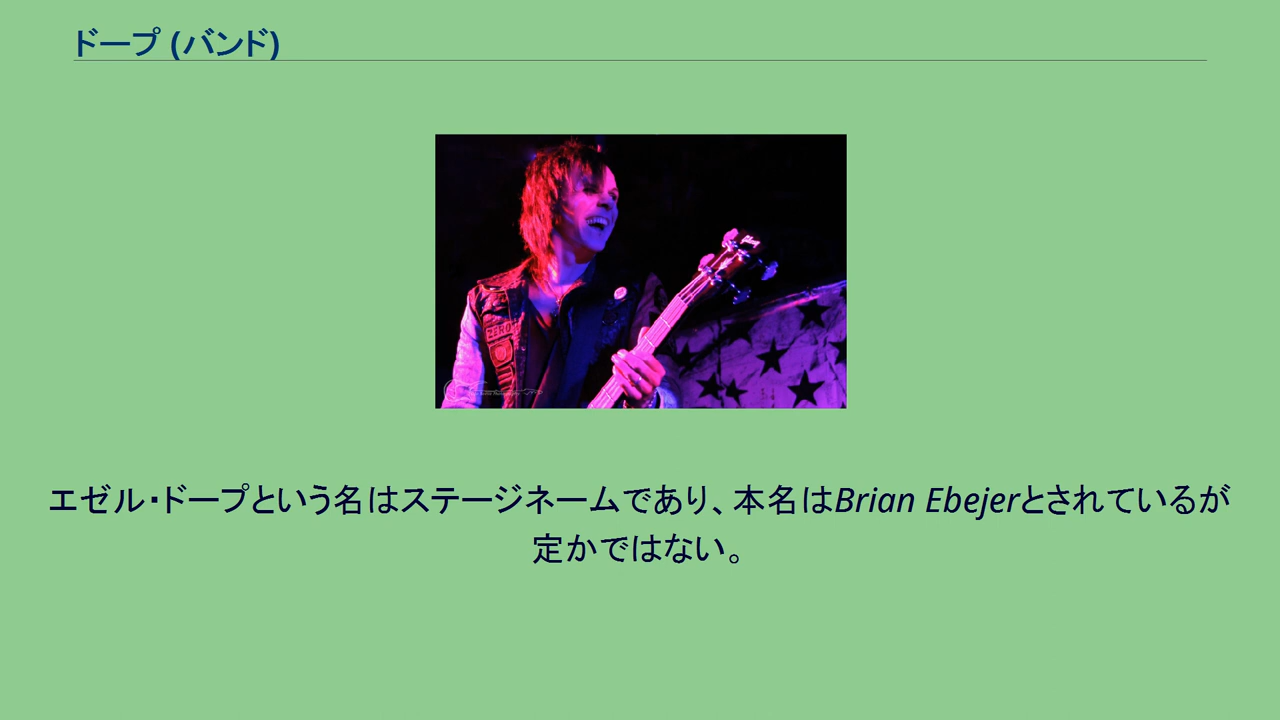 ドープ (バンド)
Gibson
ZERO
エゼル・ドープという名はステージネームであり、本名はBrian Ebejerとされているが
定かではない。